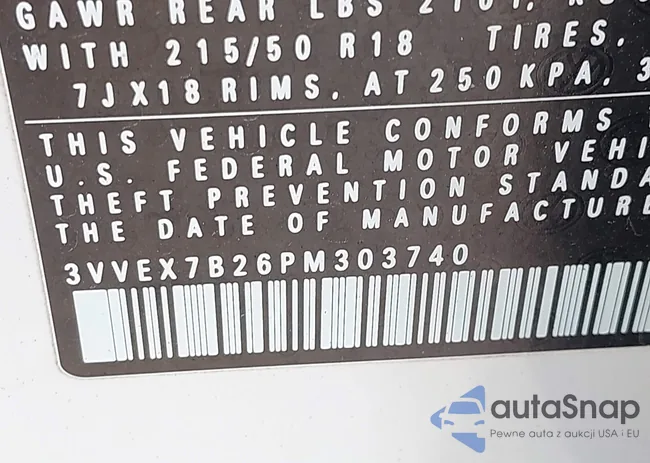 GAWR REAR LBS
WITH 215/50 R18 TIRES.
7JX18 RIMS. AT 250 KPA. 3
THIS VEHICLE CONFORMS
U.S. FEDERAL MOTOR VEHI
THEFT PREVENTION STANDA
THE DATE OF MANUFACTURE
3VVEX7B26PM303740
autaSnap
Pewne auta z aukcji USA i EU